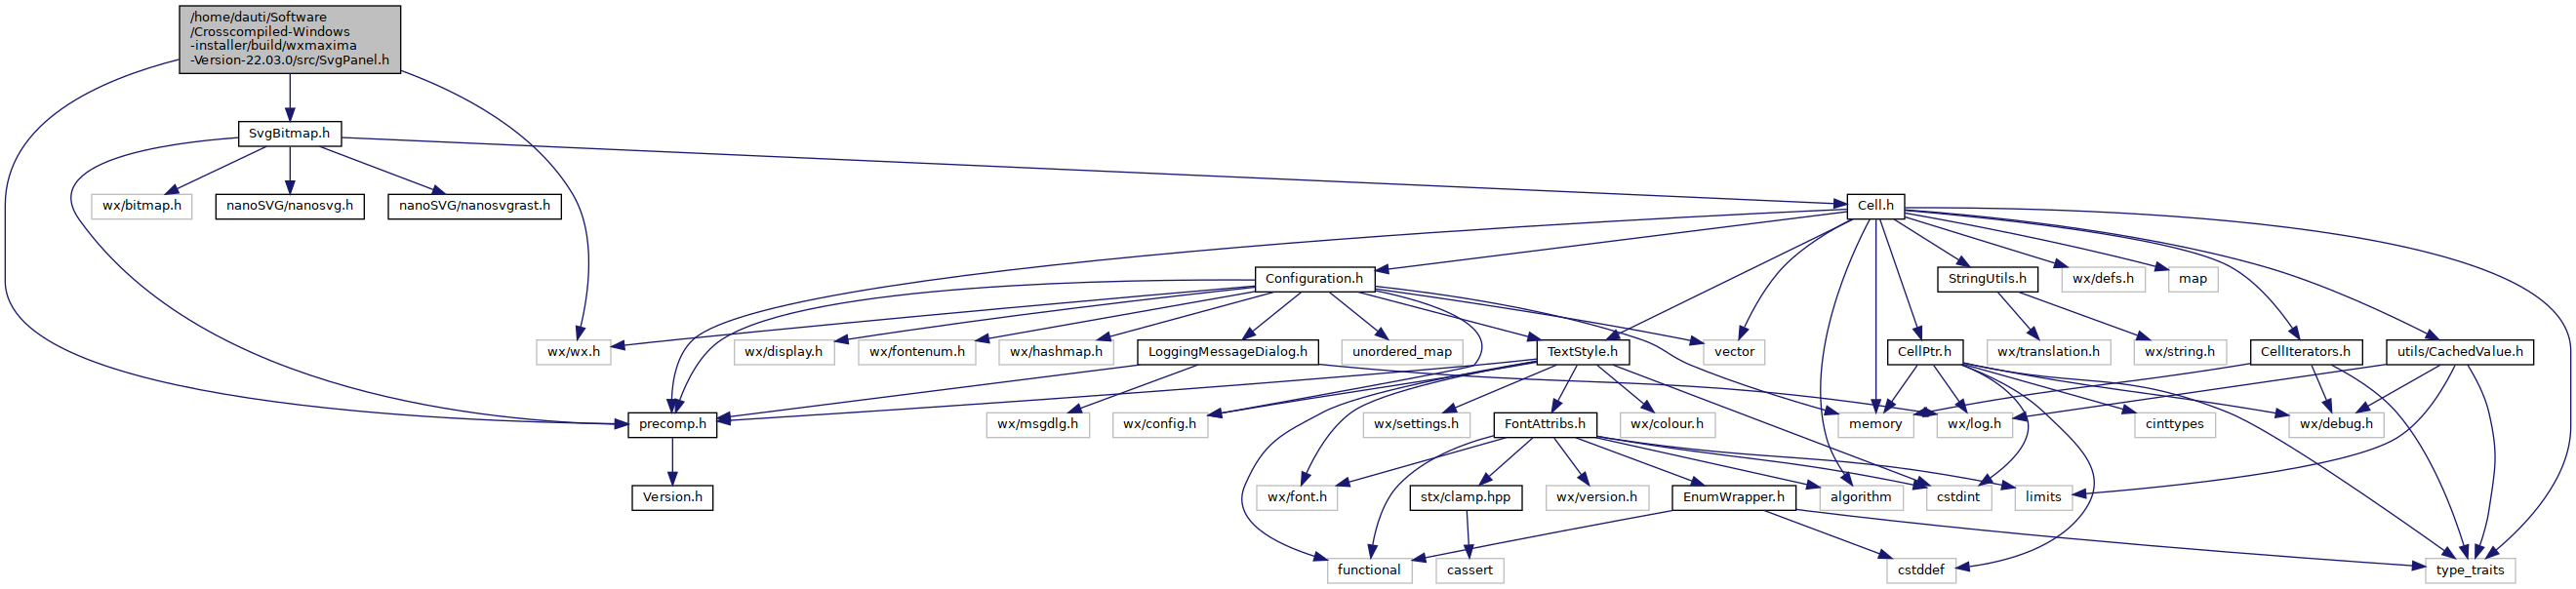 /home/dauti/Software
/Crosscompiled-Windows
-installer/build/wxmaxima
-Version-22.03.0/src/SvgPanel.h
SvgBitmap.h
wx/bitmap.h
nanoSVG/nanosvg.h
nanoSVG/nanosvgrast.h
Cell.h
Configuration.h
StringUtils.h
wx/defs.h
map
wx/wx.h
wx/display.h
wx/fontenum.h
wx/hashmap.h
LoggingMessageDialog.h
unordered_map
TextStyle.h
vector
CellPtr.h
wx/translation.h
wx/string.h
CellIterators.h
utils/CachedValue.h
precomp.h
wx/msgdlg.h
wx/config.h
wx/settings.h
FontAttribs.h
wx/colour.h
memory
wx/log.h
cinttypes
wx/debug.h
Version.h
wx/font.h
stx/clamp.hpp
wx/version.h
EnumWrapper.h
algorithm
cstdint
limits
functional
cassert
cstddef
type_traits